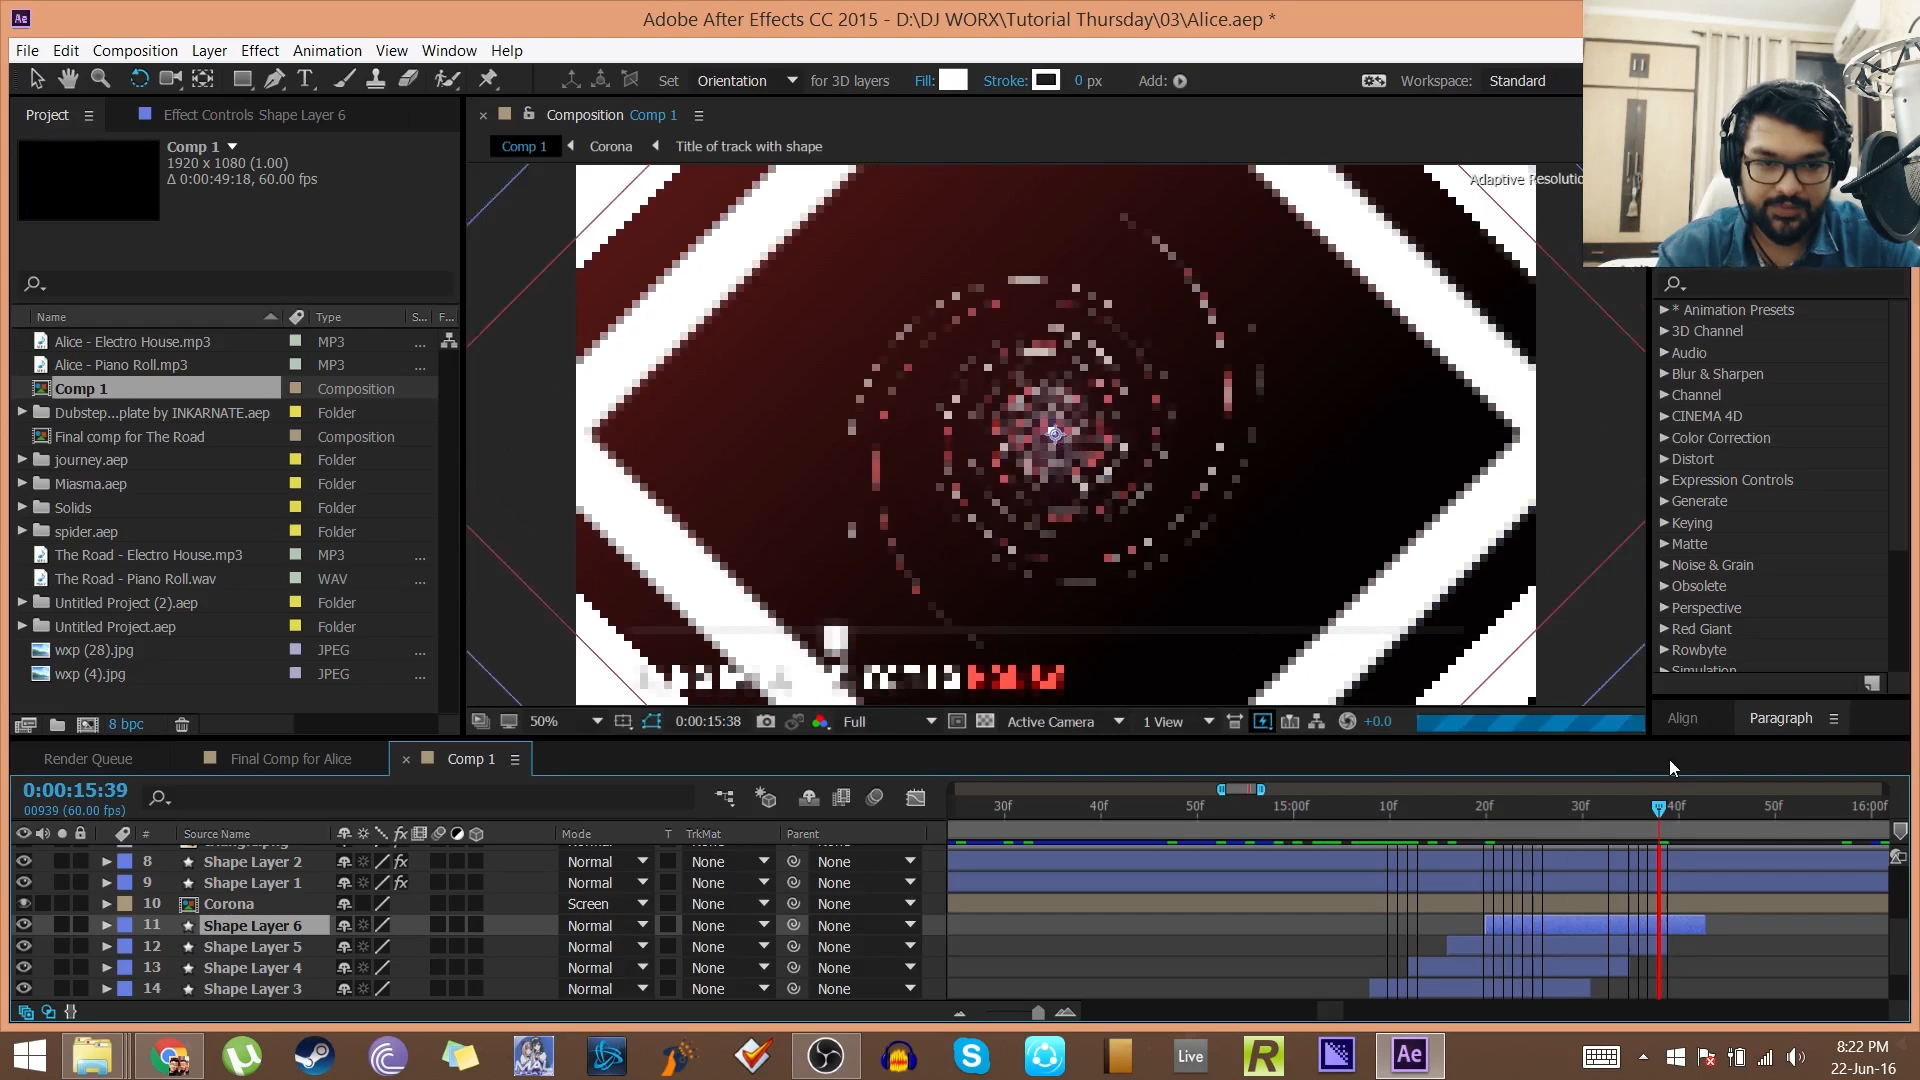 Adobe After Effects CC 2015 - D:\DJ WORX\Tutorial Thursday\03\Alice.aep *
File Edit Composition Layer Effect Animation View Window Help
Set Orientation for 3D layers Fill: Stroke: 0 px Add: Workspace: Standard
Project Effect Controls Shape Layer 6
Composition Comp 1
Comp 1
1920 x 1080 (1.00)
Δ 0:00:49:18, 60.00 fps
Comp 1 Corona Title of track with shape
Adaptive Resolutio
Name Type S... F...
Alice - Electro House.mp3 MP3 ...
Alice - Piano Roll.mp3 MP3 ...
Comp 1 Composition
Dubstep...plate by INKARNATE.aep Folder
Final comp for The Road Composition
journey.aep Folder
Miasma.aep Folder
Solids Folder
spider.aep Folder
The Road - Electro House.mp3 MP3 ...
The Road - Piano Roll.wav WAV ...
Untitled Project (2).aep Folder
Untitled Project.aep Folder
wxp (28).jpg JPEG ...
wxp (4).jpg JPEG ...
8 bpc
* Animation Presets
3D Channel
Audio
Blur & Sharpen
Channel
CINEMA 4D
Color Correction
Distort
Expression Controls
Generate
Keying
Matte
Noise & Grain
Obsolete
Perspective
Red Giant
Rowbyte
Simulation
50% 0:00:15:38 Full Active Camera 1 View +0.0
Align Paragraph
Render Queue Final Comp for Alice Comp 1
0:00:15:39
00939 (60.00 fps)
30f 40f 50f 15:00f 10f 20f 30f 40f 50f 16:00f
# Source Name fx Mode T TrkMat Parent
8 Shape Layer 2 fx Normal None None
9 Shape Layer 1 fx Normal None None
10 Corona Screen None None
11 Shape Layer 6 Normal None None
12 Shape Layer 5 Normal None None
13 Shape Layer 4 Normal None None
14 Shape Layer 3 Normal None None
MAL
Live
Ae
8:22 PM
22-Jun-16